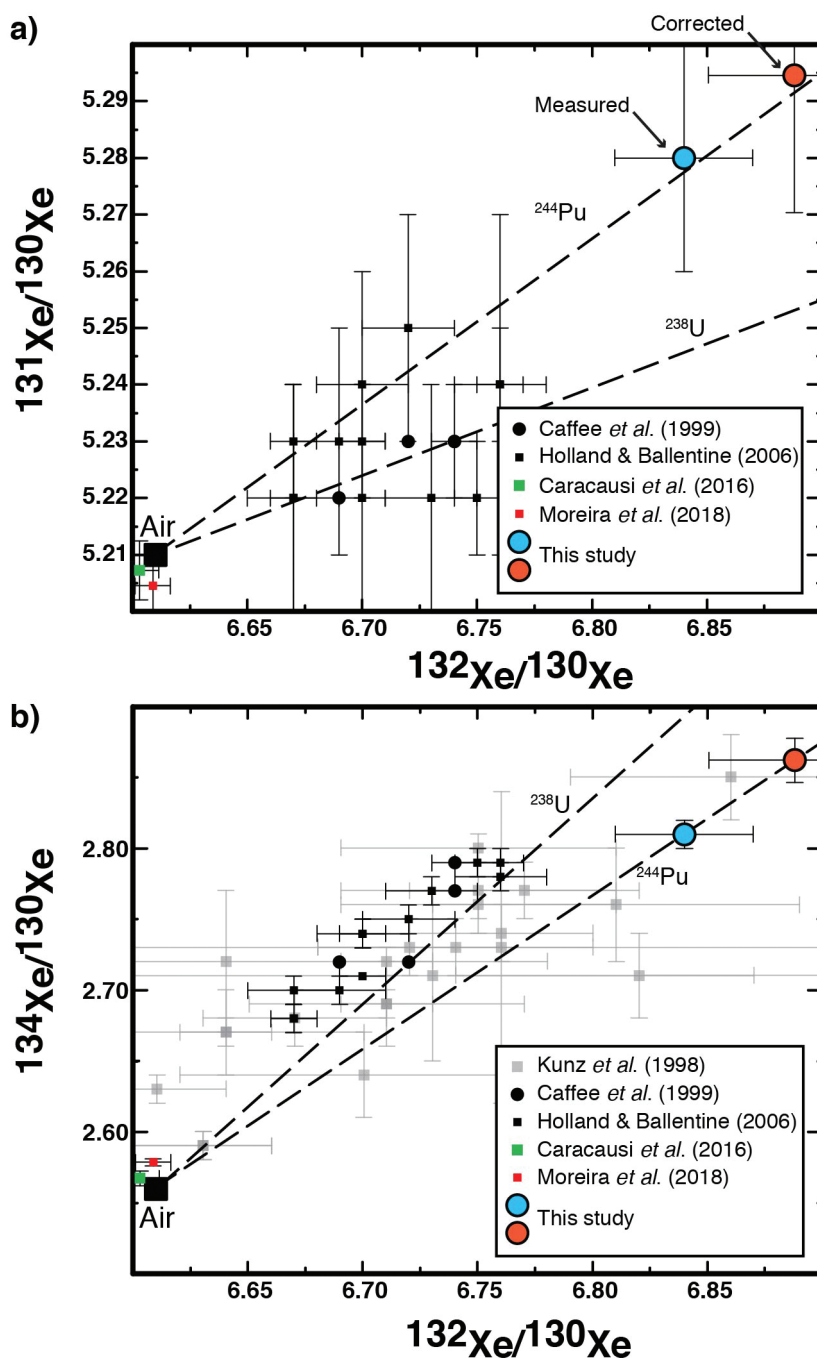 a)
Corrected
Measured
5.29
5.28
5.27
5.26
5.25
5.24
5.23
5.22
5.21
131Xe/130Xe
²⁴⁴Pu
²³⁸U
Air
Caffee et al. (1999)
Holland & Ballentine (2006)
Caracausi et al. (2016)
Moreira et al. (2018)
This study
6.65 6.70 6.75 6.80 6.85
¹³²Xe/¹³⁰Xe
b)
2.80
2.70
2.60
134Xe/130Xe
²³⁸U
²⁴⁴Pu
Air
Kunz et al. (1998)
Caffee et al. (1999)
Holland & Ballentine (2006)
Caracausi et al. (2016)
Moreira et al. (2018)
This study
6.65 6.70 6.75 6.80 6.85
¹³²Xe/¹³⁰Xe